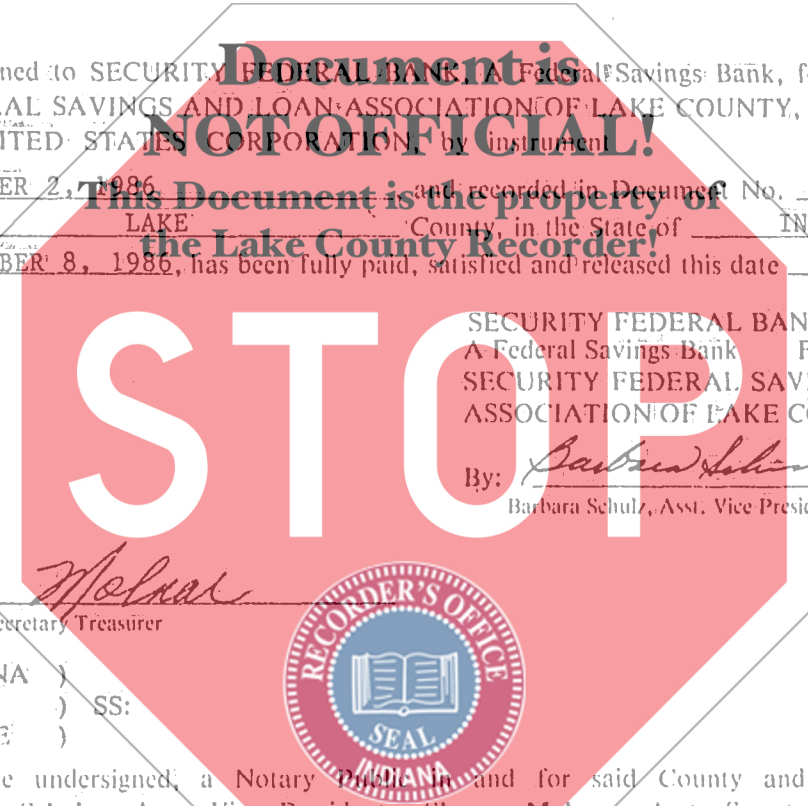 Document is
ned to SECURITY FEDERAL BANK, A Federal Savings Bank, f
AL SAVINGS AND LOAN ASSOCIATION OF LAKE COUNTY,
ITED STATES CORPORATION, by instrument
NOT OFFICIAL!
ER 2, 1986, and recorded in Document No.
This Document is the property of
LAKE County, in the State of IN
the Lake County Recorder!
BER 8, 1986, has been fully paid, satisfied and released this date
STOP
SECURITY FEDERAL BAN
A Federal Savings Bank F
SECURITY FEDERAL SAVI
ASSOCIATION OF LAKE CO
By: Barbara
Barbara Schulz, Asst. Vice Presid
Molnar
ecretary Treasurer
RECORDER'S OFFICE
SEAL
INDIANA
NA )
) SS:
E )
e undersigned, a Notary Public in and for said County and